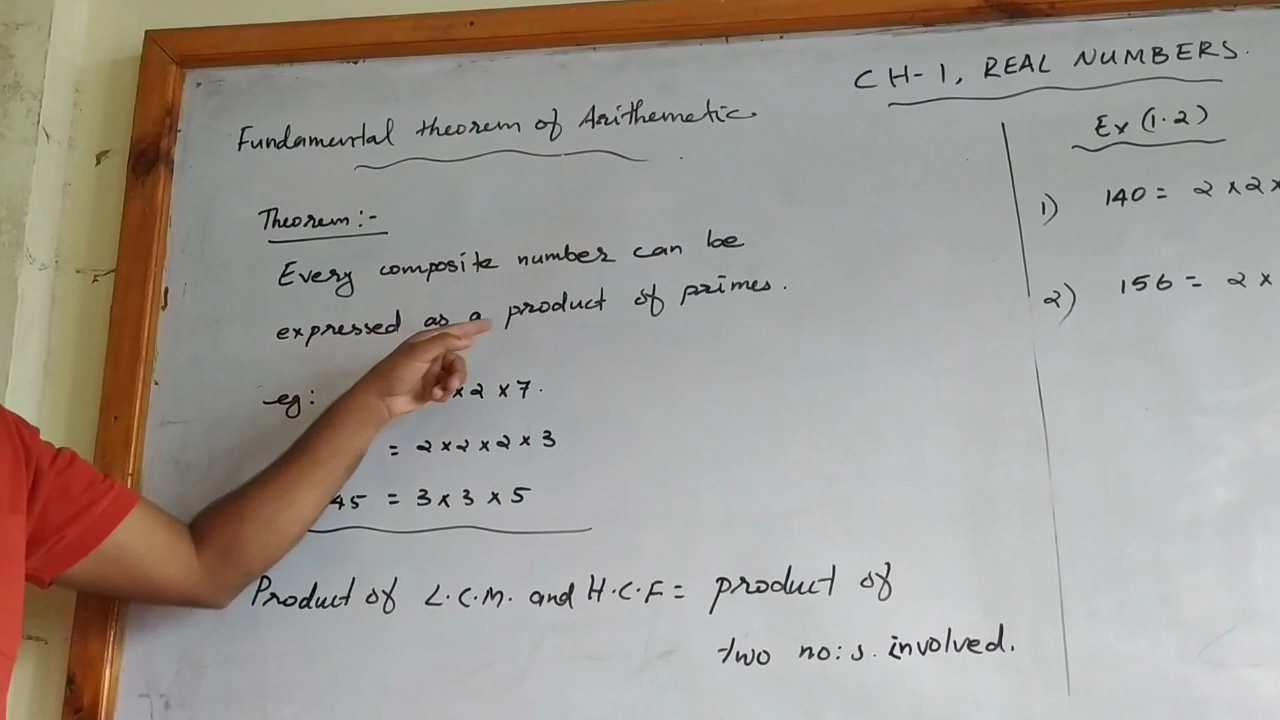 CH-1, REAL NUMBERS.
Fundamental theorem of Arithematic.
Theorem:-
Every composite number can be
expressed as a product of primes.
eg: ×2 ×7.
= 2×2×2×3
45 = 3×3×5
Product of L.C.M. and H.C.F = product of
two no:s. involved.
Ex (1.2)
1) 140 = 2×2×
2) 156 = 2×